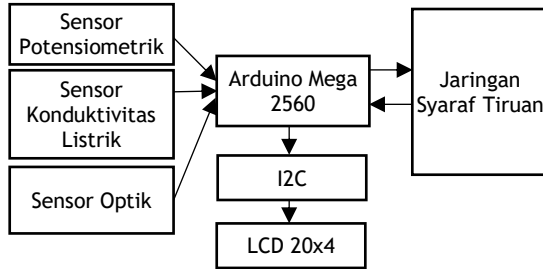 Sensor
Potensiometrik
Sensor
Konduktivitas
Listrik
Sensor Optik
Arduino Mega
2560
I2C
LCD 20x4
Jaringan
Syaraf Tiruan